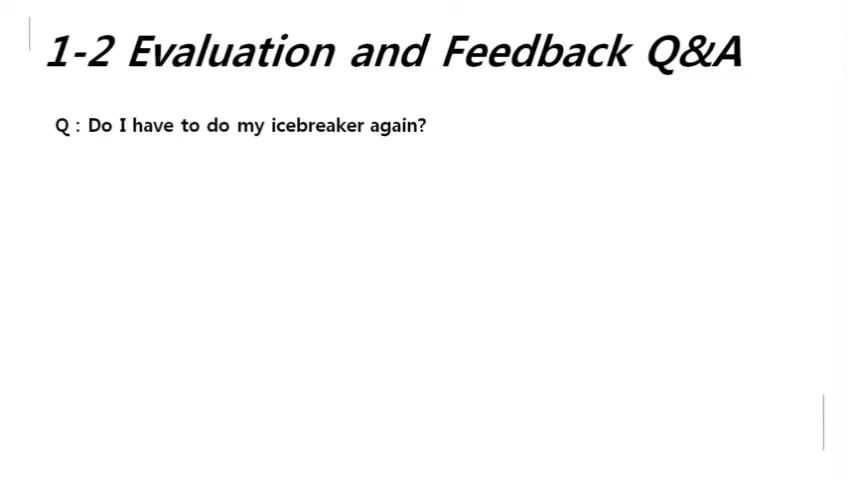 1-2 Evaluation and Feedback Q&A
Q : Do I have to do my icebreaker again?